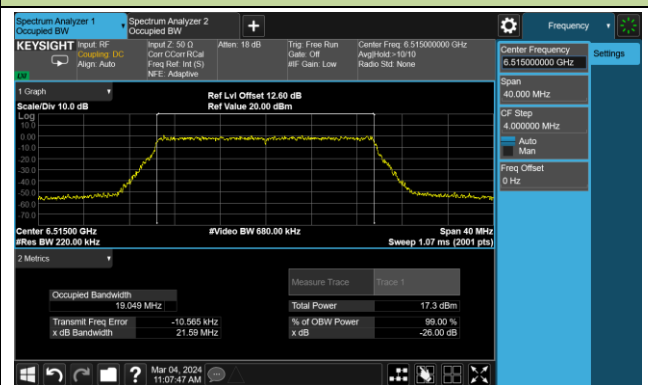 Spectrum Analyzer 1
Occupied BW
Spectrum Analyzer 2
Occupied BW
+
Frequency
KEYSIGHT
Input: RF
Coupling: DC
Align: Auto
Input Z: 50 Ω
Corr CCorr RCal
Freq Ref: Int (S)
NFE: Adaptive
Atten: 18 dB
Trig: Free Run
Gate: Off
#IF Gain: Low
Center Freq: 6.515000000 GHz
Avg|Hold:>10/10
Radio Std: None
Center Frequency
6.515000000 GHz
Settings
Span
40.000 MHz
CF Step
4.000000 MHz
Auto
Man
Freq Offset
0 Hz
1 Graph
Scale/Div 10.0 dB
Ref Lvl Offset 12.60 dB
Ref Value 20.00 dBm
Log
10.0
0.00
-10.0
-20.0
-30.0
-40.0
-50.0
-60.0
-70.0
Center 6.51500 GHz
#Res BW 220.00 kHz
#Video BW 680.00 kHz
Span 40 MHz
Sweep 1.07 ms (2001 pts)
2 Metrics
Measure Trace
Trace 1
Occupied Bandwidth
19.049 MHz
Total Power
17.3 dBm
Transmit Freq Error
-10.565 kHz
% of OBW Power
99.00 %
x dB Bandwidth
21.59 MHz
x dB
-26.00 dB
?
Mar 04, 2024
11:07:47 AM